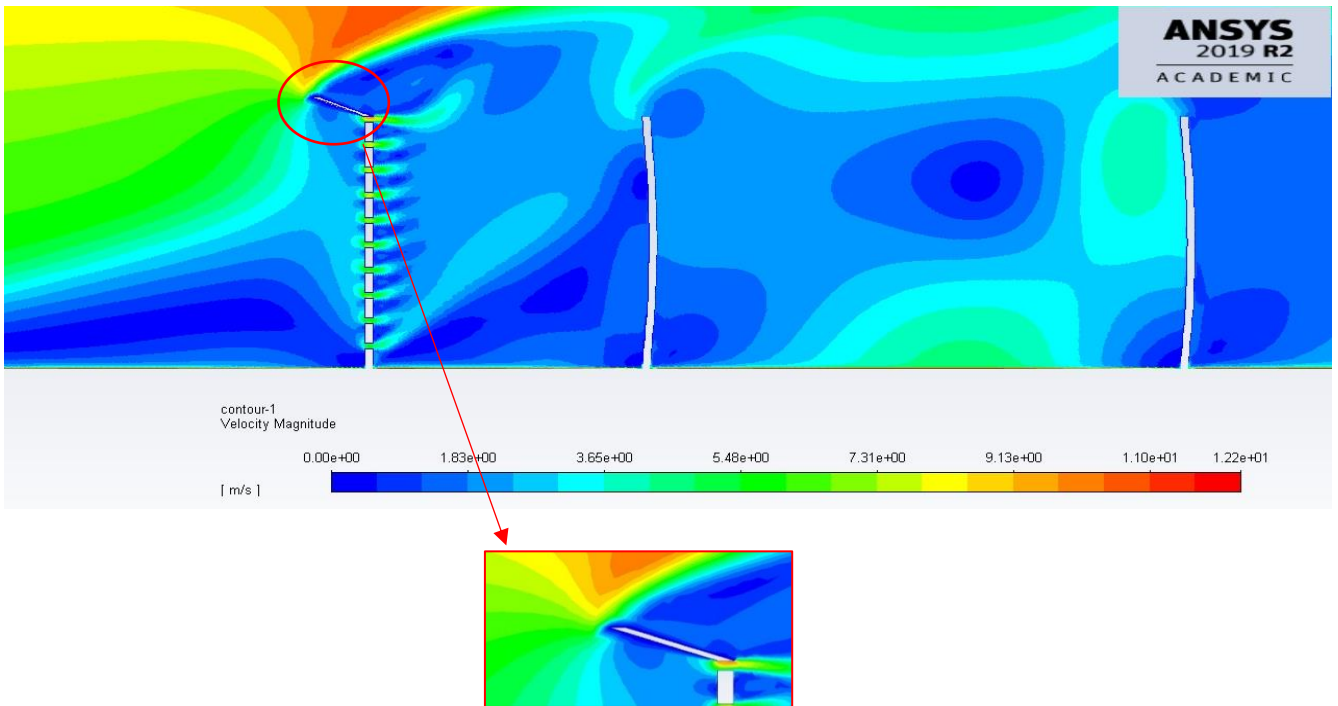 ANSYS
2019 R2
ACADEMIC
contour-1
Velocity Magnitude
0.00e+00 1.83e+00 3.65e+00 5.48e+00 7.31e+00 9.13e+00 1.10e+01 1.22e+01
[ m/s ]